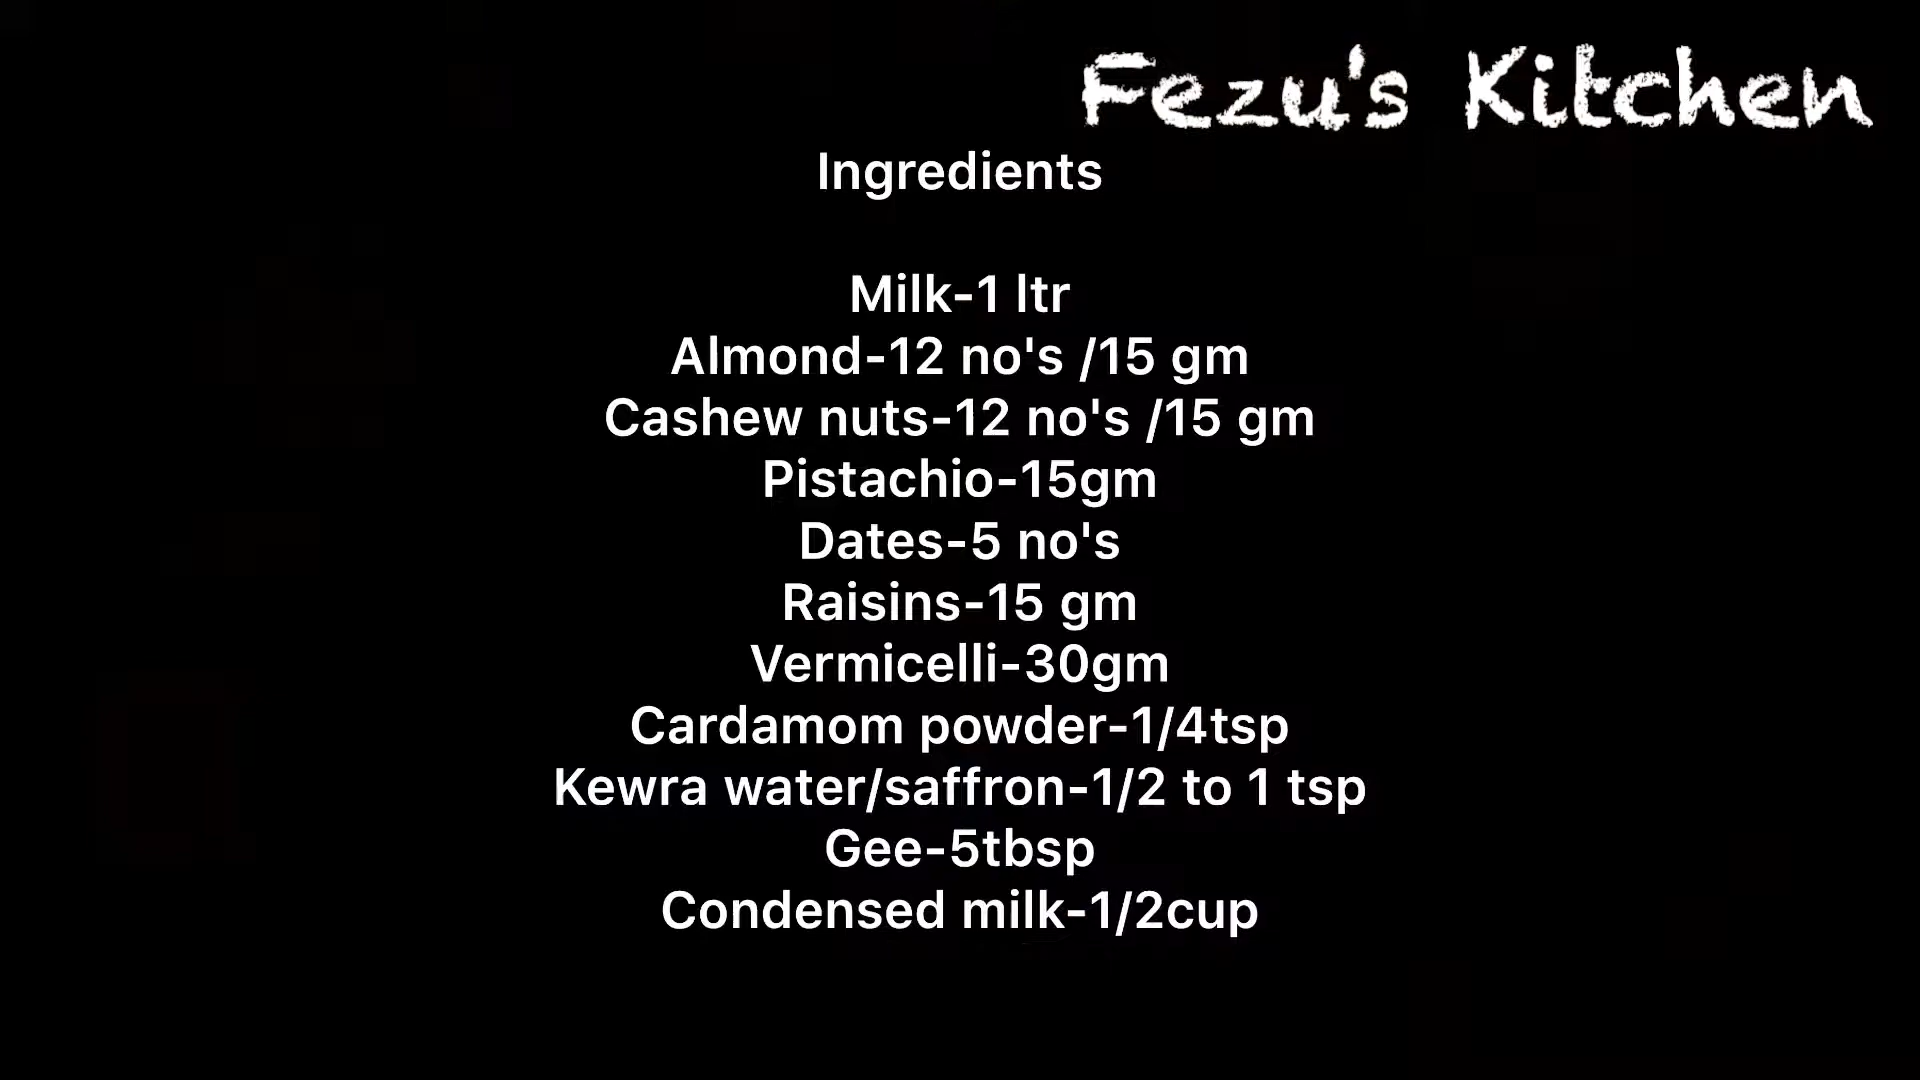 Fezu's Kitchen
Ingredients
Milk-1 ltr
Almond-12 no's /15 gm
Cashew nuts-12 no's /15 gm
Pistachio-15gm
Dates-5 no's
Raisins-15 gm
Vermicelli-30gm
Cardamom powder-1/4tsp
Kewra water/saffron-1/2 to 1 tsp
Gee-5tbsp
Condensed milk-1/2cup